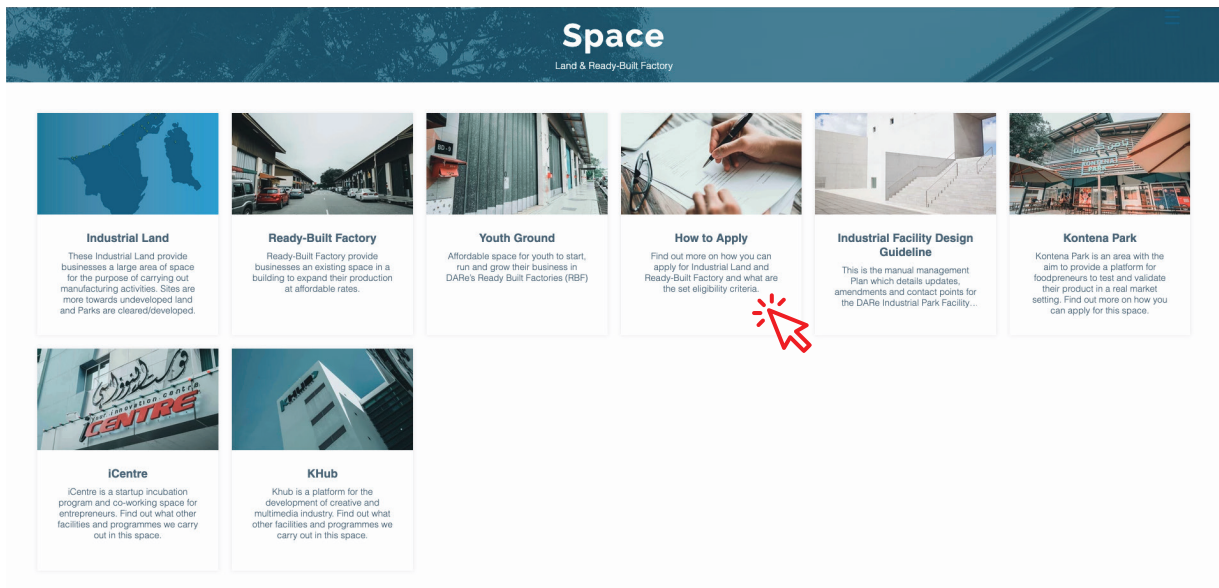 Space
Land & Ready-Built Factory
BG - 9
KONTENA
PARK
Industrial Land
These Industrial Land provide
businesses a large area of space
for the purpose of carrying out
manufacturing activities. Sites are
more towards undeveloped land
and Parks are cleared/developed.
Ready-Built Factory
Ready-Built Factory provide
businesses an existing space in a
building to expand their production
at affordable rates.
Youth Ground
Affordable space for youth to start,
run and grow their business in
DARe's Ready Built Factories (RBF)
How to Apply
Find out more on how you can
apply for Industrial Land and
Ready-Built Factory and what are
the set eligibility criteria.
Industrial Facility Design
Guideline
This is the manual management
Plan which details updates,
amendments and contact points for
the DARe Industrial Park Facility...
Kontena Park
Kontena Park is an area with the
aim to provide a platform for
foodpreneurs to test and validate
their product in a real market
setting. Find out more on how you
can apply for this space.
your innovation centre
iCENTRE
KHUB
iCentre
iCentre is a startup incubation
program and co-working space for
entrepreneurs. Find out what other
facilities and programmes we carry
out in this space.
KHub
Khub is a platform for the
development of creative and
multimedia industry. Find out what
other facilities and programmes we
carry out in this space.